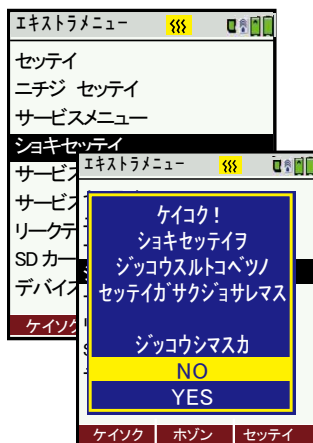 エキストラメニュー
セッテイ
ニチジ セッテイ
サービスメニュー
ショキセッテイ
サービス
サービス
リークテ
SD カー
デバイス
ケイソク
エキストラメニュー
ケイコク!
ショキセッテイヲ
ジッコウスルトコベツノ
セッテイガサクジョサレマス
ジッコウシマスカ
NO
YES
ケイソク ホゾン セッテイ